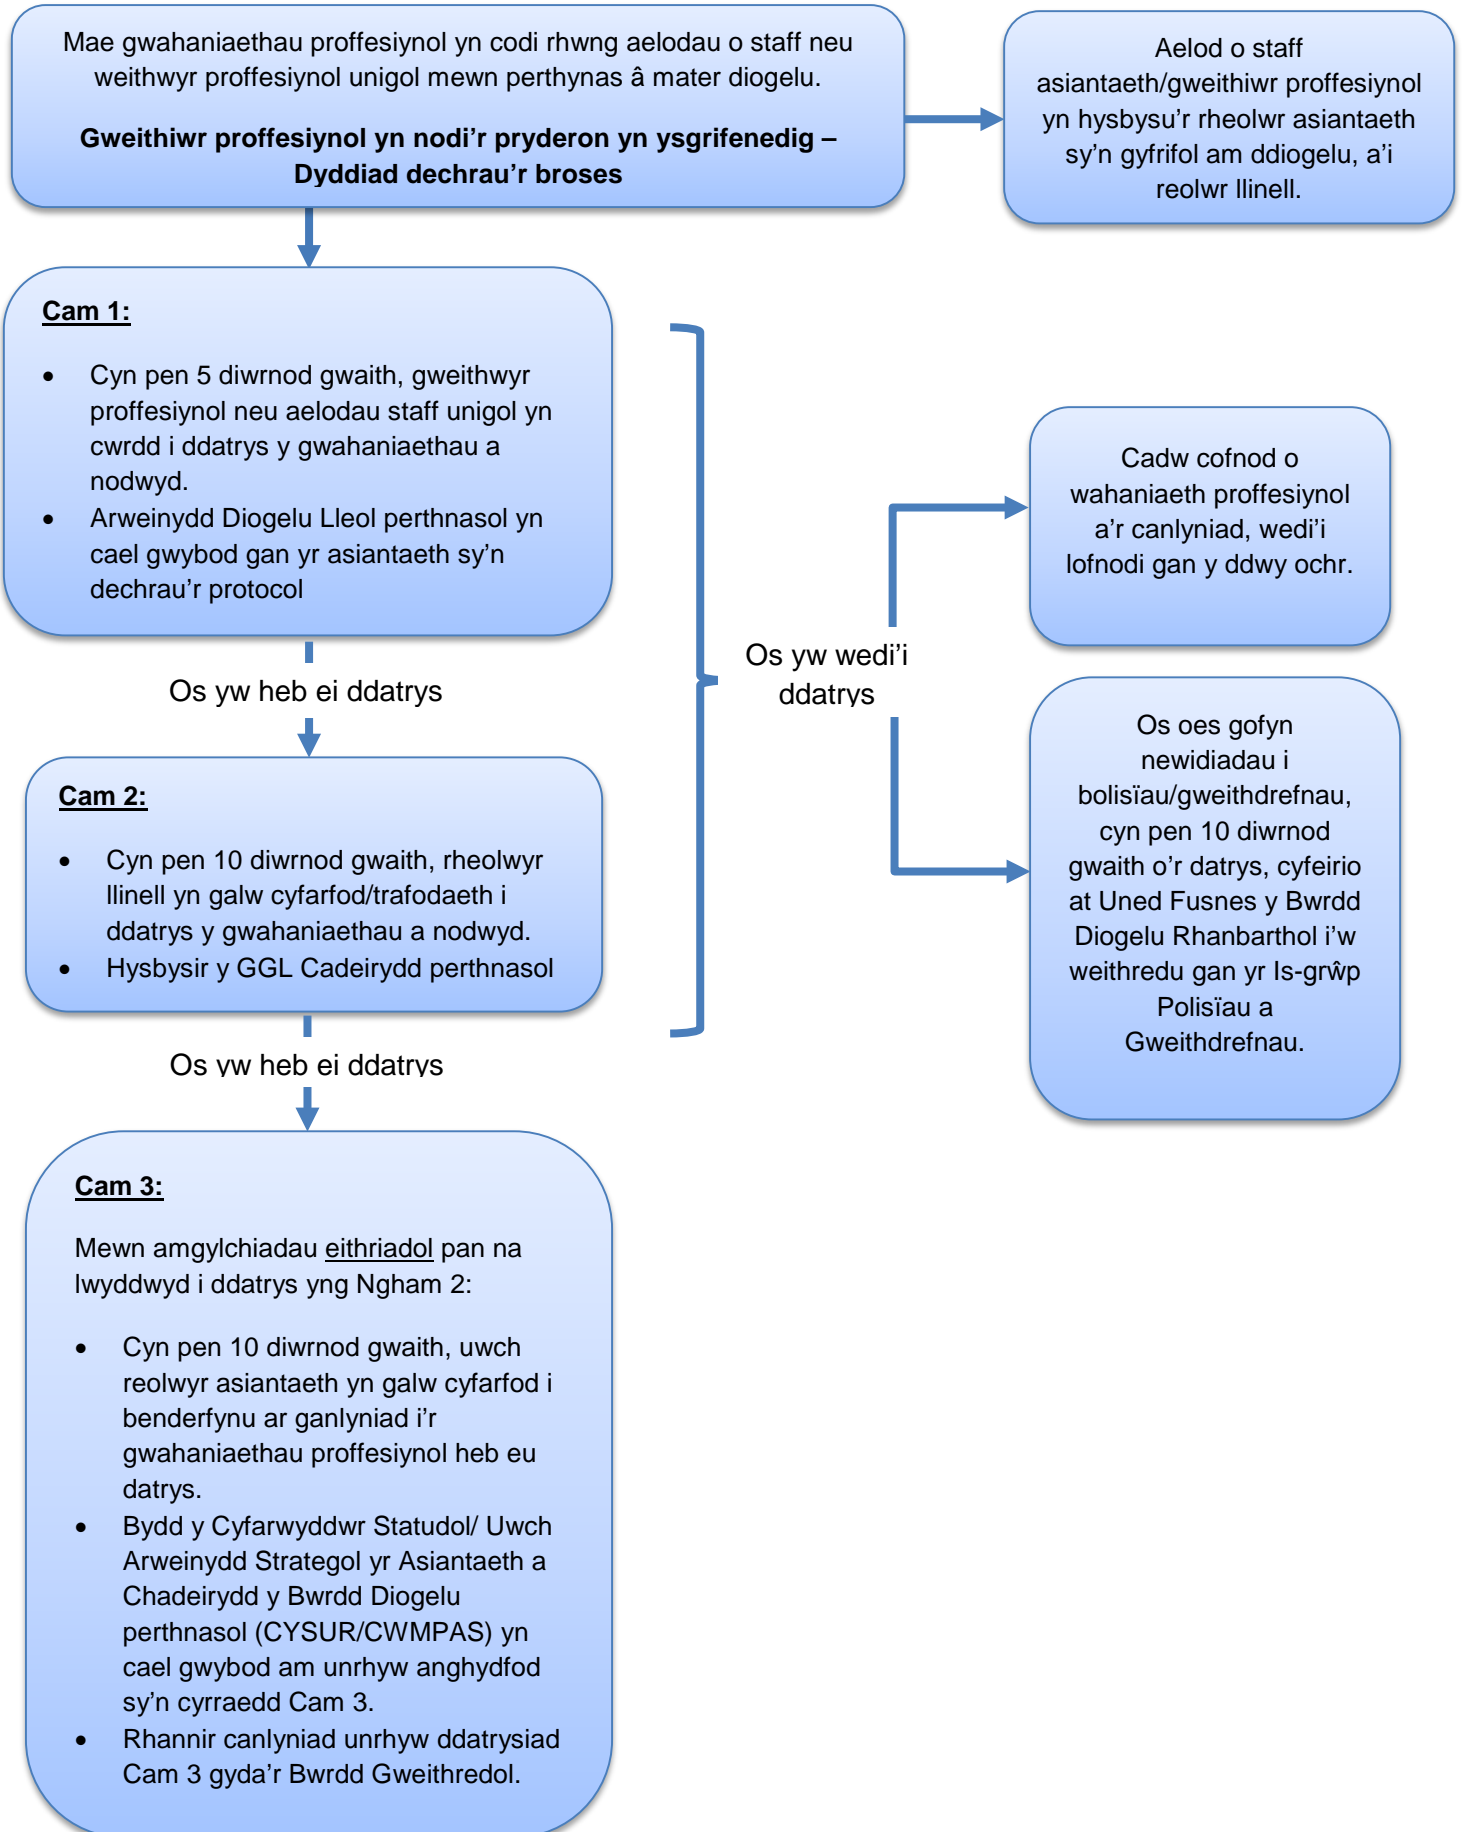 Mae gwahaniaethau proffesiynol yn codi rhwng aelodau o staff neu
weithwyr proffesiynol unigol mewn perthynas â mater diogelu.
Gweithiwr proffesiynol yn nodi’r pryderon yn ysgrifenedig –
Dyddiad dechrau’r broses
Aelod o staff
asiantaeth/gweithiwr proffesiynol
yn hysbysu’r rheolwr asiantaeth
sy’n gyfrifol am ddiogelu, a’i
reolwr llinell.
Cam 1:
• Cyn pen 5 diwrnod gwaith, gweithwyr
proffesiynol neu aelodau staff unigol yn
cwrdd i ddatrys y gwahaniaethau a
nodwyd.
• Arweinydd Diogelu Lleol perthnasol yn
cael gwybod gan yr asiantaeth sy’n
dechrau’r protocol
Os yw heb ei ddatrys
Cam 2:
• Cyn pen 10 diwrnod gwaith, rheolwyr
llinell yn galw cyfarfod/trafodaeth i
ddatrys y gwahaniaethau a nodwyd.
• Hysbysir y GGL Cadeirydd perthnasol
Os yw heb ei ddatrys
Cam 3:
Mewn amgylchiadau eithriadol pan na
lwyddwyd i ddatrys yng Ngham 2:
• Cyn pen 10 diwrnod gwaith, uwch
reolwyr asiantaeth yn galw cyfarfod i
benderfynu ar ganlyniad i’r
gwahaniaethau proffesiynol heb eu
datrys.
• Bydd y Cyfarwyddwr Statudol/ Uwch
Arweinydd Strategol yr Asiantaeth a
Chadeirydd y Bwrdd Diogelu
perthnasol (CYSUR/CWMPAS) yn
cael gwybod am unrhyw anghydfod
sy’n cyrraedd Cam 3.
• Rhannir canlyniad unrhyw ddatrysiad
Cam 3 gyda’r Bwrdd Gweithredol.
Os yw wedi’i
ddatrys
Cadw cofnod o
wahaniaeth proffesiynol
a’r canlyniad, wedi’i
lofnodi gan y ddwy ochr.
Os oes gofyn
newidiadau i
bolisïau/gweithdrefnau,
cyn pen 10 diwrnod
gwaith o’r datrys, cyfeirio
at Uned Fusnes y Bwrdd
Diogelu Rhanbarthol i’w
weithredu gan yr Is-grŵp
Polisïau a
Gweithdrefnau.